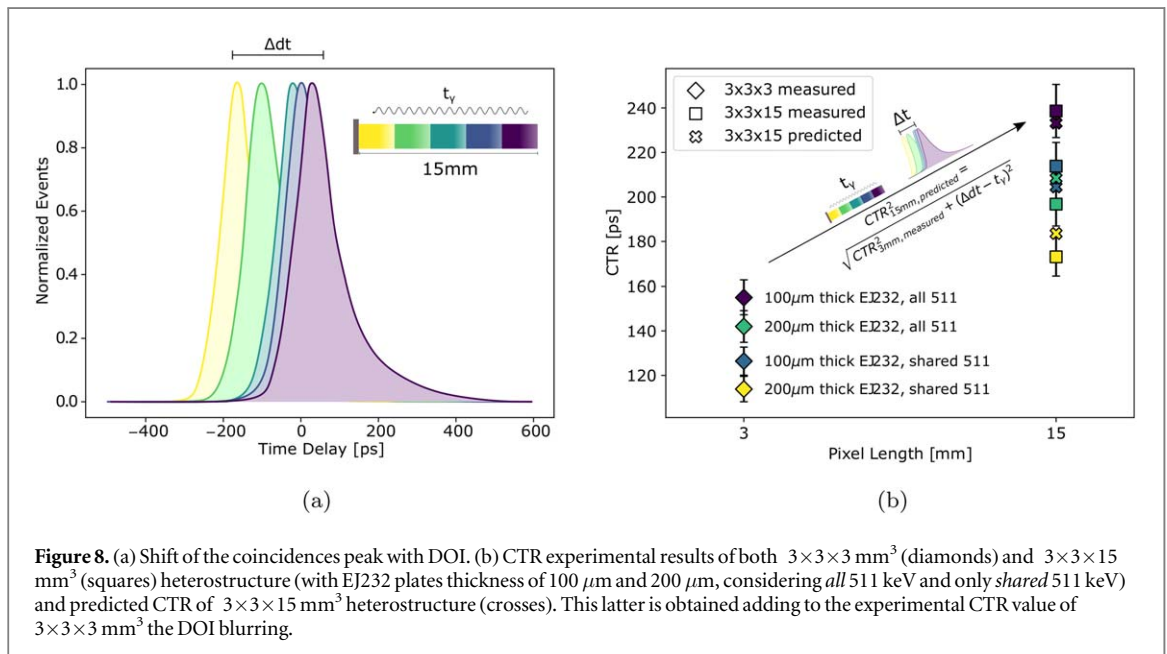 Δdt
1.0
0.8
0.6
0.4
0.2
0.0
Normalized Events
tγ
15mm
−400
−200
0
200
400
600
Time Delay [ps]
(a)
3x3x3 measured
3x3x15 measured
3x3x15 predicted
240
220
200
180
160
140
120
CTR [ps]
Δt
tγ
CTR²15mm, predicted =
√CTR²3mm, measured + (Δdt − tγ)²
100μm thick EJ232, all 511
200μm thick EJ232, all 511
100μm thick EJ232, shared 511
200μm thick EJ232, shared 511
3
15
Pixel Length [mm]
(b)
Figure 8. (a) Shift of the coincidences peak with DOI. (b) CTR experimental results of both 3×3×3 mm³ (diamonds) and 3×3×15
mm³ (squares) heterostructure (with EJ232 plates thickness of 100 μm and 200 μm, considering all 511 keV and only shared 511 keV)
and predicted CTR of 3×3×15 mm³ heterostructure (crosses). This latter is obtained adding to the experimental CTR value of
3×3×3 mm³ the DOI blurring.